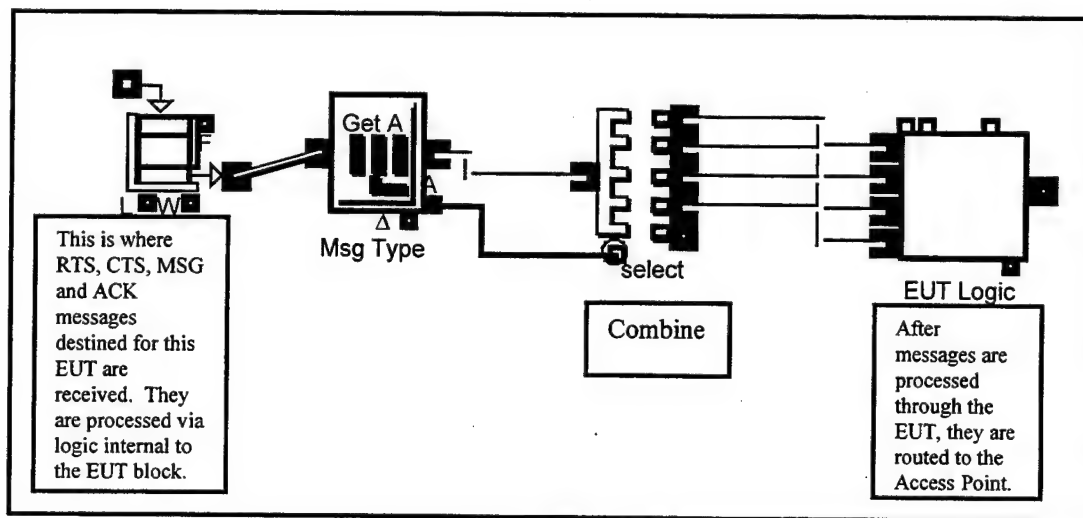 Get A
A
F
L W
Δ
Msg Type
select
Combine
EUT Logic
This is where
RTS, CTS, MSG
and ACK
messages
destined for this
EUT are
received. They
are processed via
logic internal to
the EUT block.
After
messages are
processed
through the
EUT, they are
routed to the
Access Point.